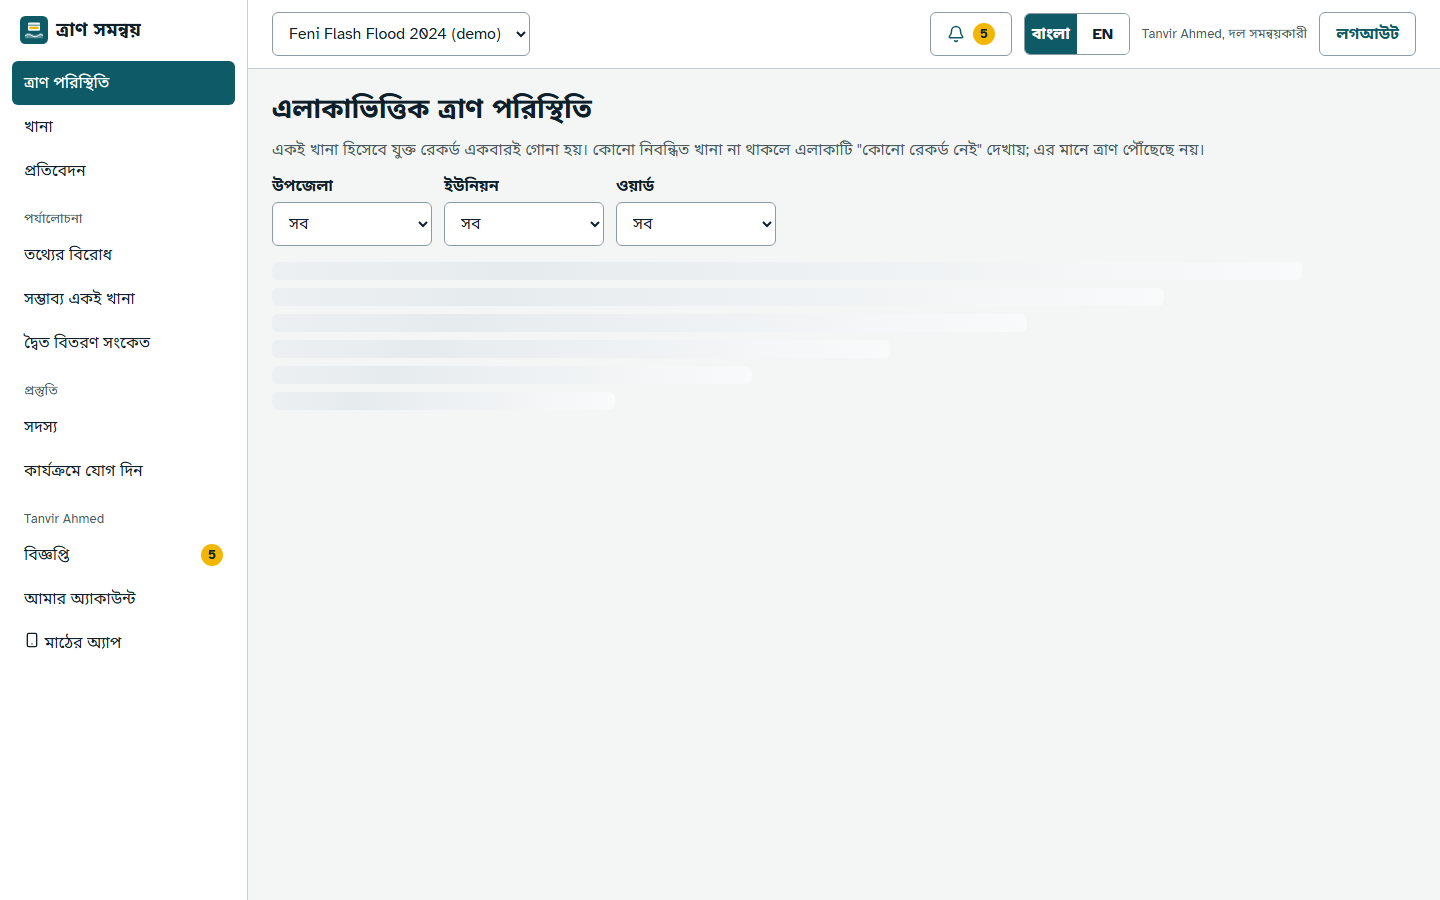 ত্রাণ সমন্বয়
ত্রাণ পরিস্থিতি
খানা
প্রতিবেদন
পর্যালোচনা
তথ্যের বিরোধ
সম্ভাব্য একই খানা
দ্বৈত বিতরণ সংকেত
প্রস্তুতি
সদস্য
কার্যক্রমে যোগ দিন
Tanvir Ahmed
বিজ্ঞপ্তি 5
আমার অ্যাকাউন্ট
মাঠের অ্যাপ
Feni Flash Flood 2024 (demo) 5 বাংলা EN Tanvir Ahmed, দল সমন্বয়কারী লগআউট
এলাকাভিত্তিক ত্রাণ পরিস্থিতি
একই খানা হিসেবে যুক্ত রেকর্ড একবারই গোনা হয়। কোনো নিবন্ধিত খানা না থাকলে এলাকাটি "কোনো রেকর্ড নেই" দেখায়; এর মানে ত্রাণ পৌঁছেছে নয়।
উপজেলা ইউনিয়ন ওয়ার্ড
সব সব সব